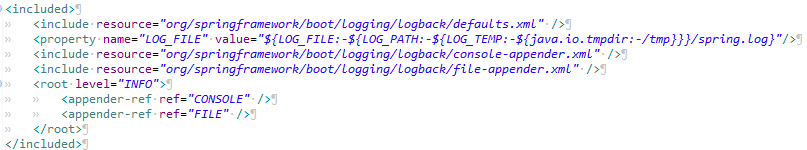 <included>
<include resource="org/springframework/boot/logging/logback/defaults.xml" />
<property name="LOG_FILE" value="${LOG_FILE:-${LOG_PATH:-${LOG_TEMP:-${java.io.tmpdir:-/tmp}}}/spring.log}"/>
<include resource="org/springframework/boot/logging/logback/console-appender.xml" />
<include resource="org/springframework/boot/logging/logback/file-appender.xml" />
<root level="INFO">
<appender-ref ref="CONSOLE" />
<appender-ref ref="FILE" />
</root>
</included>